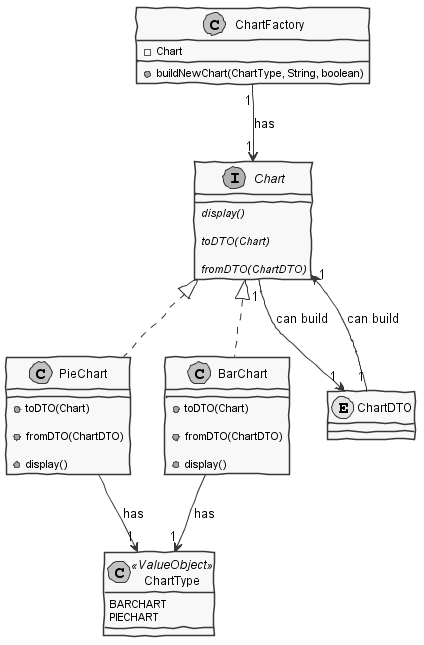 C ChartFactory
Chart
buildNewChart(ChartType, String, boolean)
1
has
1
I Chart
display()
toDTO(Chart)
fromDTO(ChartDTO)
1
1
can build
can build
1
1
C PieChart
toDTO(Chart)
fromDTO(ChartDTO)
display()
C BarChart
toDTO(Chart)
fromDTO(ChartDTO)
display()
E ChartDTO
has
has
1
1
C «ValueObject»
ChartType
BARCHART
PIECHART